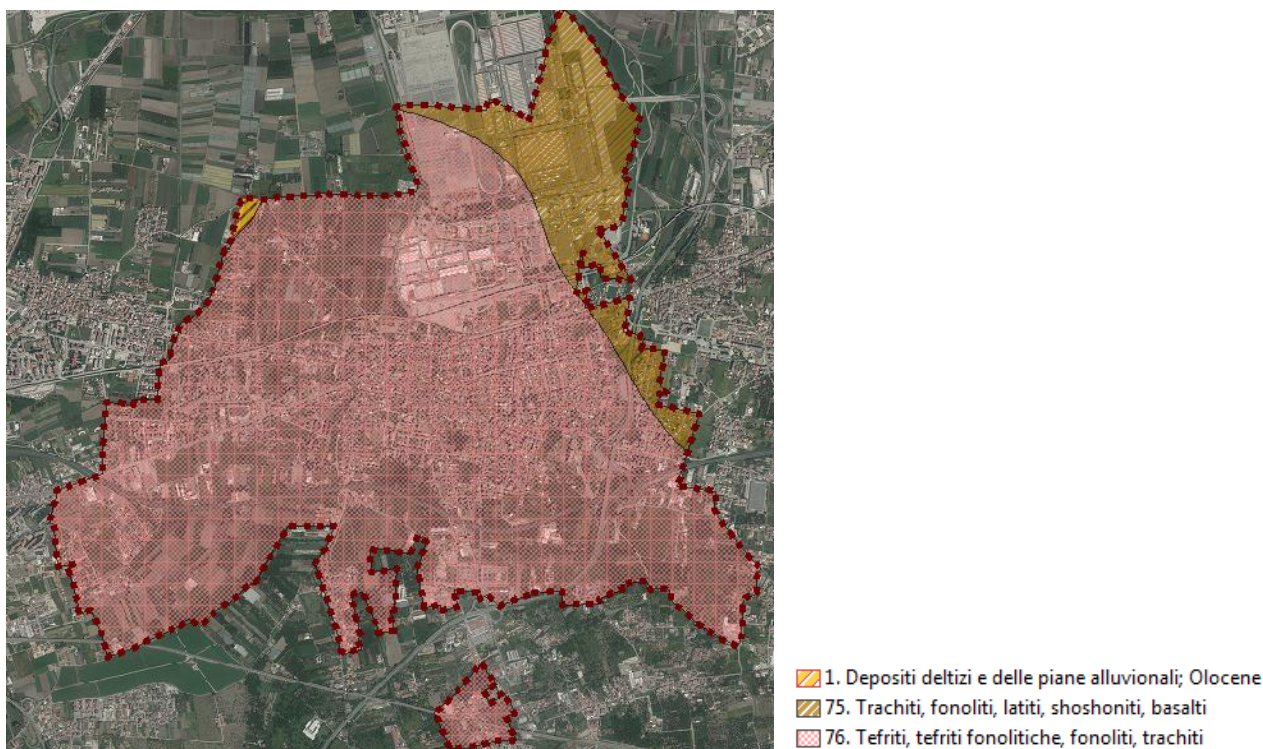 1. Depositi deltizi e delle piane alluvionali; Olocene
75. Trachiti, fonoliti, latiti, shoshoniti, basalti
76. Tefriti, tefriti fonolitiche, fonoliti, trachiti